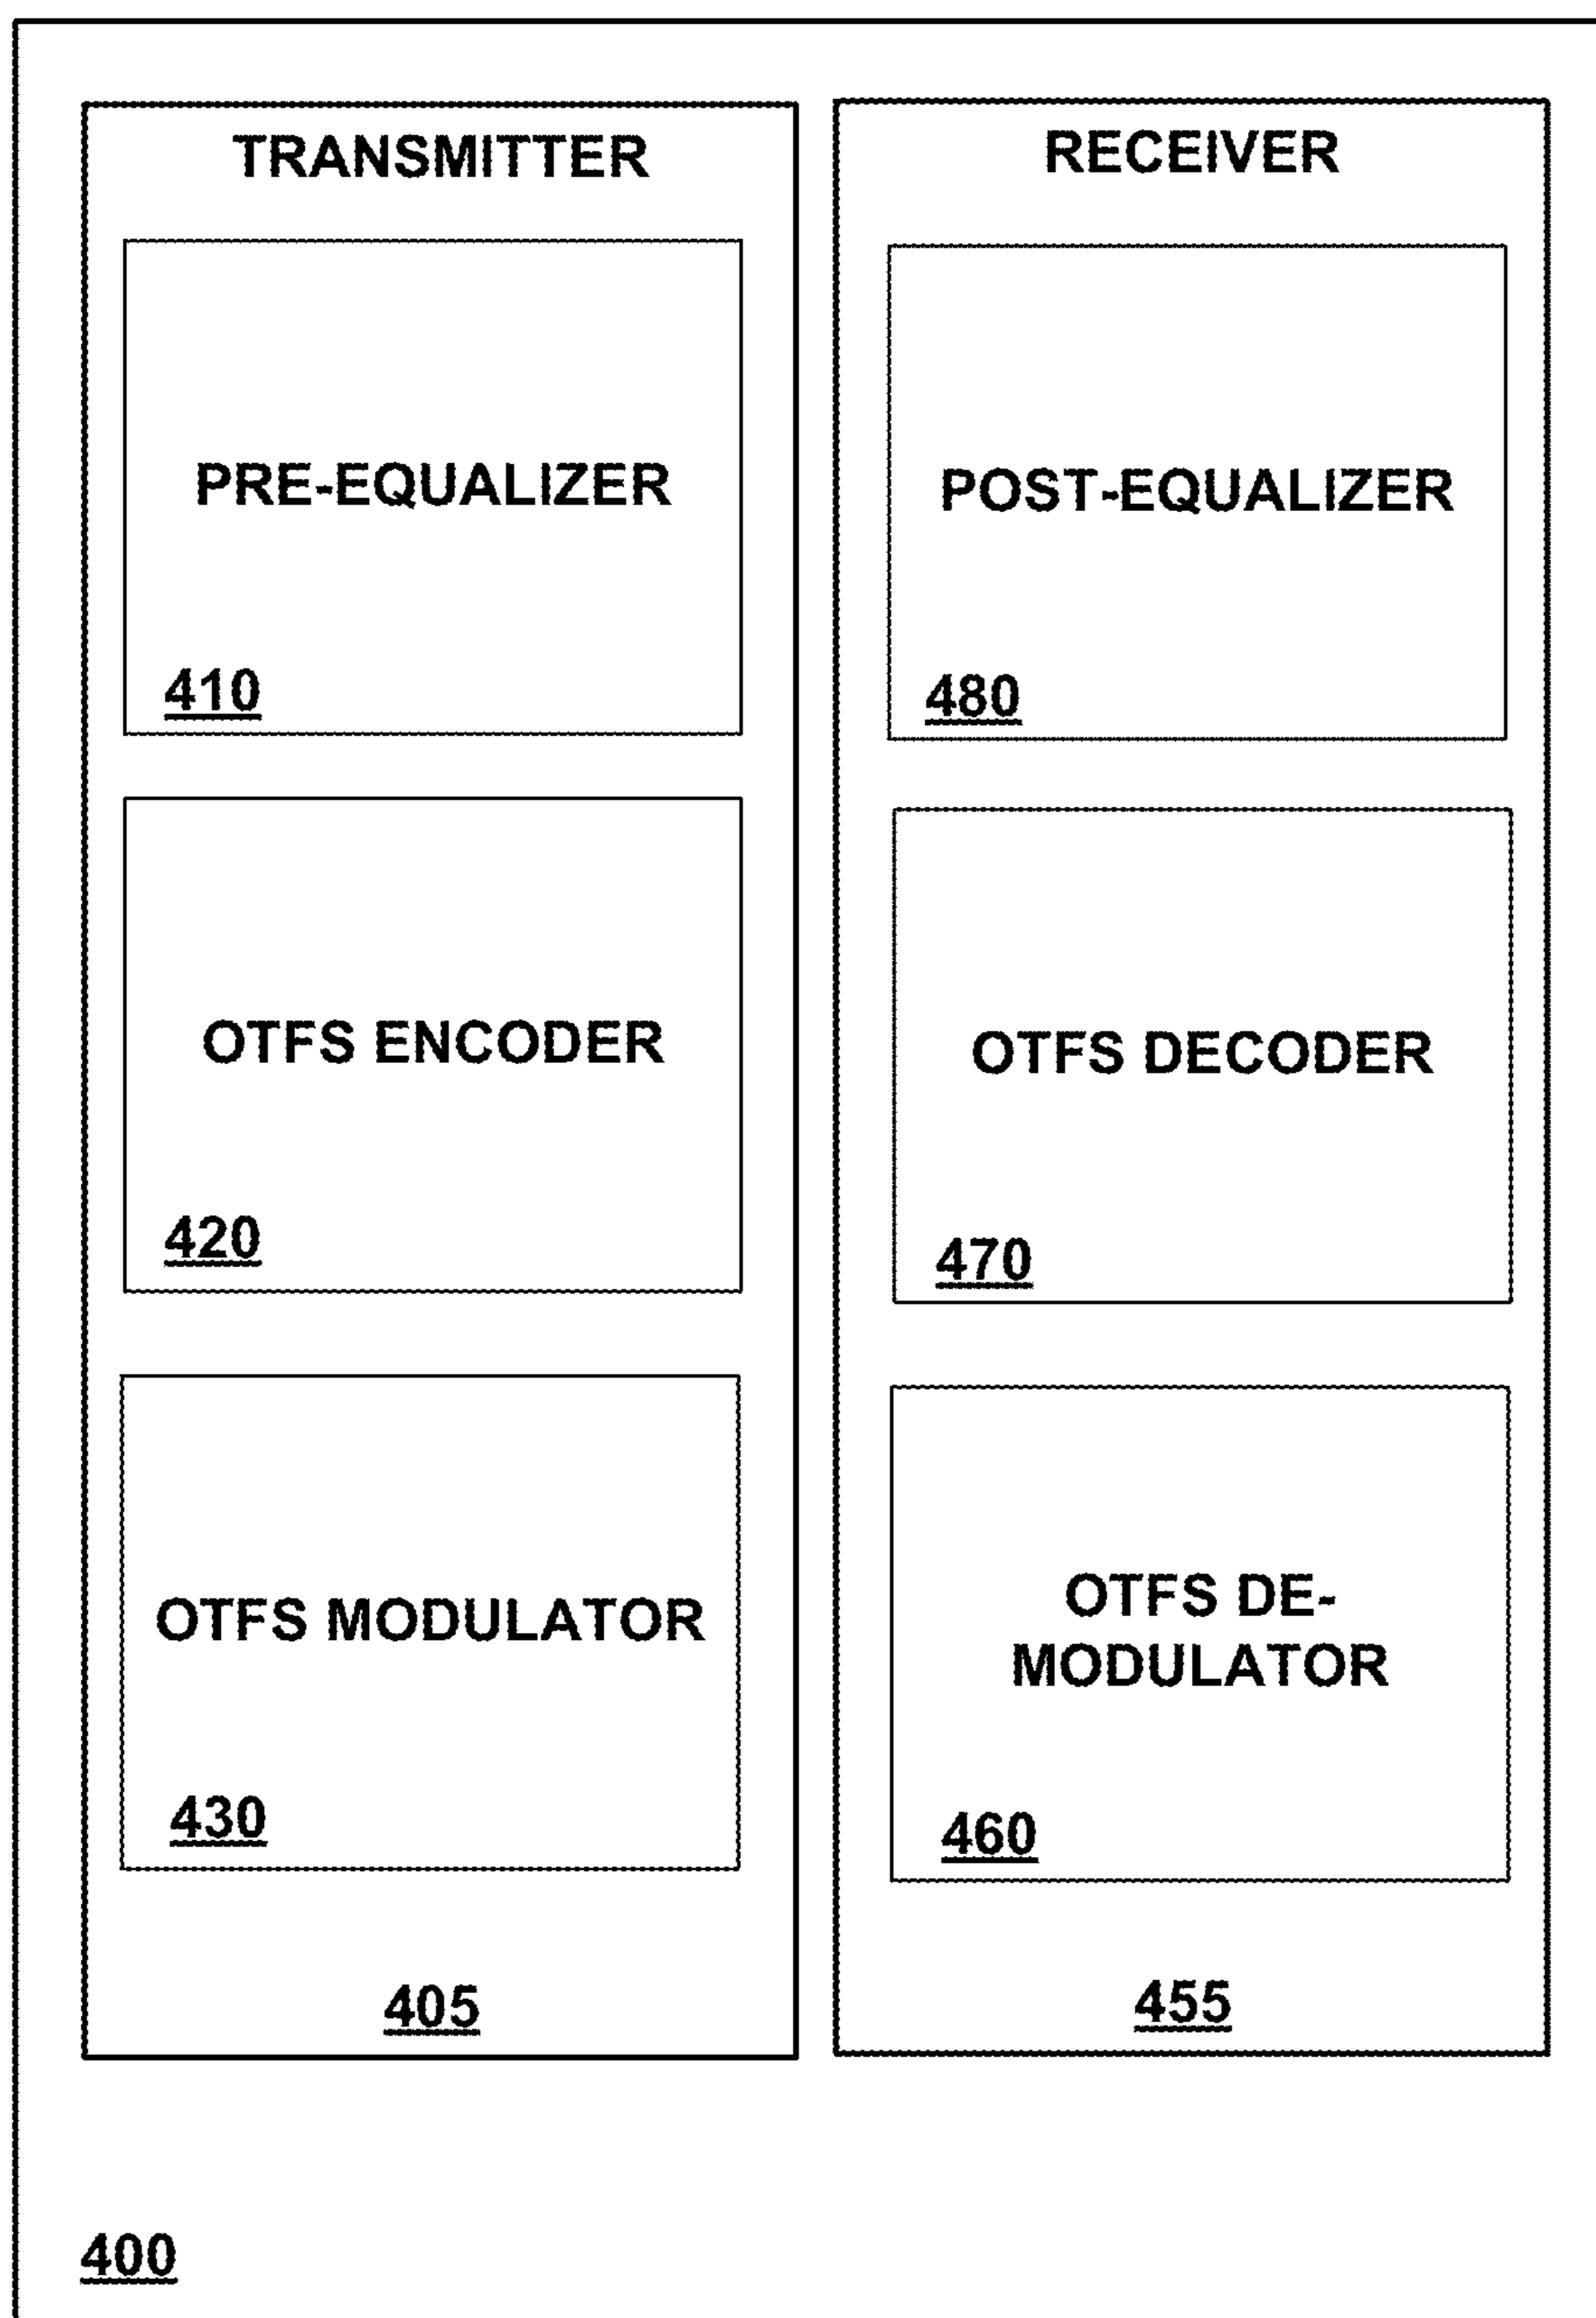 TRANSMITTER
PRE-EQUALIZER
410
OTFS ENCODER
420
OTFS MODULATOR
430
405
RECEIVER
POST-EQUALIZER
480
OTFS DECODER
470
OTFS DE-
MODULATOR
460
455
400